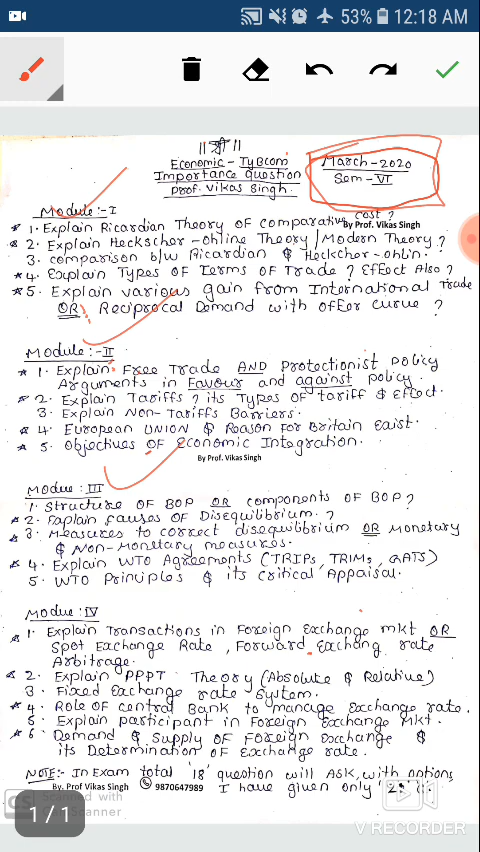 53% 12:18 AM
॥ श्री ॥
Economic - TyBcom
Importance Question
Prof. Vikas Singh.
March - 2020
Sem - VI
Module :- I
1. Explain Ricardian Theory of comparative cost ?
By Prof. Vikas Singh
2. Explain Heckscher - ohline Theory / Modern Theory ?
3. comparison b/w Ricardian & Heckcher - ohlin.
4. Explain Types of Terms of Trade ? Effect Also ?
5. Explain various gain from International Trade
OR Reciprocal Demand with offer curve ?
Module :- II
1. Explain Free Trade AND Protectionist policy
Arguments in Favour and against policy.
2. Explain Tariffs ? its Types of tariff & Effect.
3. Explain Non-Tariffs Barriers.
4. European UNION & Reason For Britain Exist.
5. Objectives of Economic Integration.
By Prof. Vikas Singh
Modue : III
1. Structure of BOP OR components of BOP ?
2. Explain causes of Disequilibrium. ?
3. Measures to correct disequilibrium OR Monetary
& Non-Monetary measures.
4. Explain WTO Agreements (TRIPs, TRIMs, GATS)
5. WTO Principles & its Critical Appaisal.
Modue : IV
1. Explain Transactions in Foreign Exchange mkt OR
Spot Exchange Rate, Forward Exchang rate
Arbitrage.
2. Explain PPPT Theory (Absolute & Relative)
3. Fixed Exchange rate System.
4. Role of central Bank to manage Exchange rate.
5 Explain participant in Foreign Exchange Mkt.
6. Demand & Supply of Foreign Exchange &
its Determination of Exchange rate.
NOTE :- In Exam total '18' question will Ask, with options
By. Prof Vikas Singh 9870647989 I have given only '21'
CS Scanned with
CamScanner
1 / 1
V RECORDER